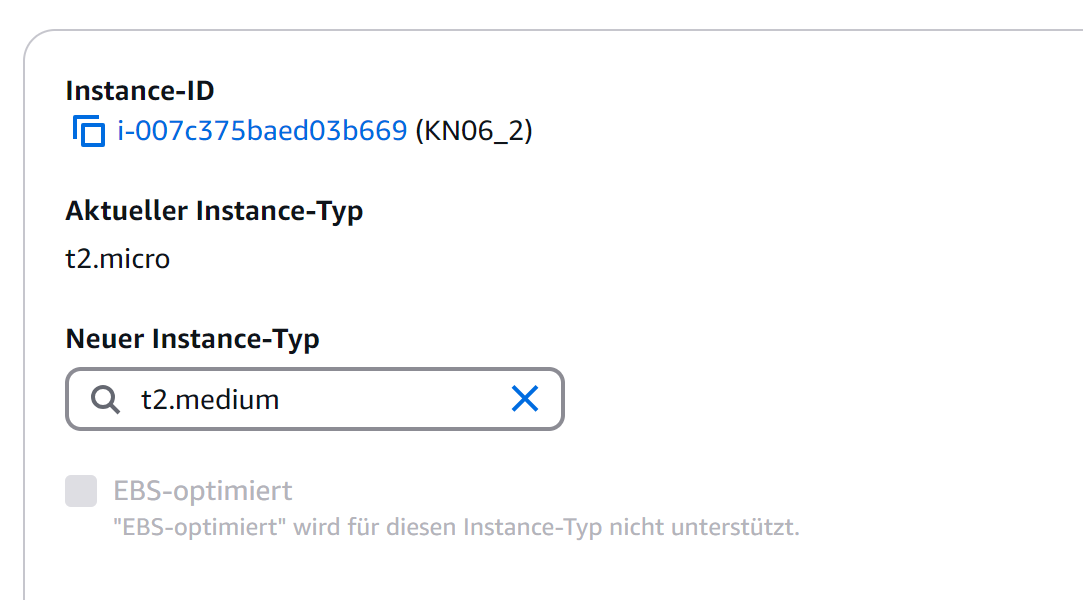 Instance-ID
i-007c375baed03b669 (KN06_2)
Aktueller Instance-Typ
t2.micro
Neuer Instance-Typ
t2.medium
EBS-optimiert
"EBS-optimiert" wird für diesen Instance-Typ nicht unterstützt.